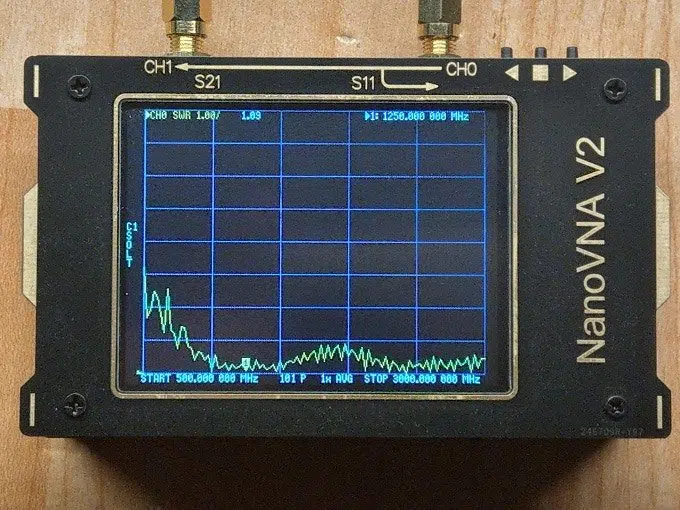 CH1 S11 CH0
S21
CH0 SWR 1.00/ 1.09 1: 1250.000 000 MHz
C1
S
O
L
T
START 500.000 000 MHz 101 P 1x AVG STOP 3000.000 000 MHz
NanoVNA V2